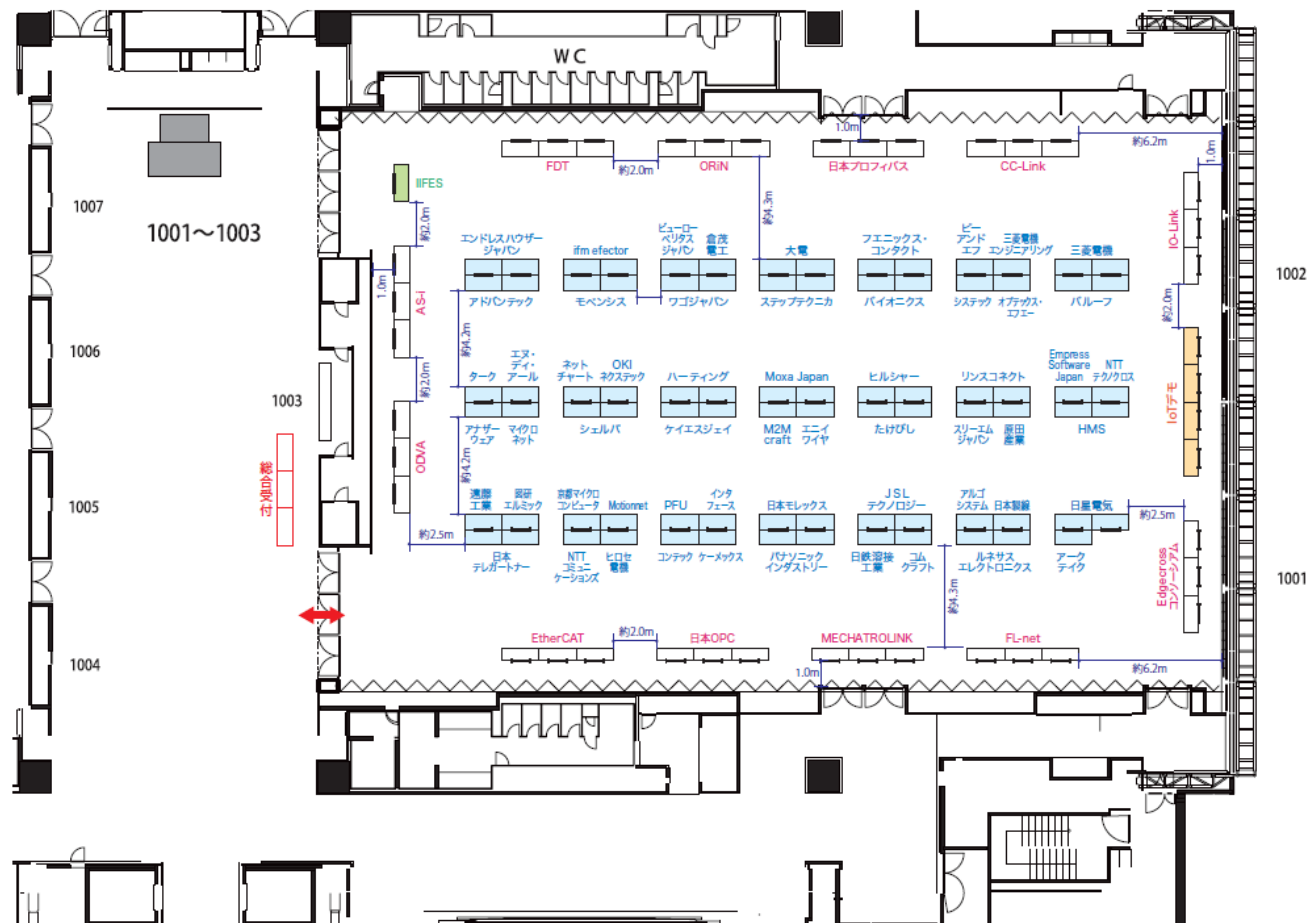 WC
1.0m
約6.2m
1.0m
FDT
約2.0m
ORiN
日本プロフィバス
CC-Link
IIFES
約4.3m
IO-Link
1007
1001～1003
約2.0m
エンドレスハウザー
ジャパン
ifm efector
ビューロー
ベリタス
ジャパン
倉茂
電工
大電
フエニックス・
コンタクト
ビー
アンド
エフ
三菱電機
エンジニアリング
三菱電機
1002
1.0m
AS-i
アドバンテック
モベンシス
ワゴジャパン
ステップテクニカ
パイオニクス
システック
オプテックス・
エフエー
バルーフ
約2.0m
約4.2m
1006
約2.0m
ターク
エヌ・
ディ・
アール
ネット
チャート
OKI
ネクステック
ハーティング
Moxa Japan
ヒルシャー
リンスコネクト
Empress
Software
Japan
NTT
テクノクロス
IoTデモ
1003
アナザー
ウェア
マイクロ
ネット
シェルパ
ケイエスジェイ
M2M
craft
エニイ
ワイヤ
たけびし
スリーエム
ジャパン
原田
産業
HMS
ODVA
約4.2m
総合受付
1005
遠藤
工業
図研
エルミック
京都マイクロ
コンピュータ
Motionnet
PFU
インタ
フェース
日本モレックス
JSL
テクノロジー
アルゴ
システム
日本製線
日星電気
約2.5m
約2.5m
日本
テレガートナー
NTT
コミュニ
ケーションズ
ヒロセ
電機
コンテック
ケーメックス
パナソニック
インダストリー
日鉄溶接
工業
コム
クラフト
ルネサス
エレクトロニクス
アーク
テイク
Edgecross
コンソーシアム
1001
約4.3m
1004
EtherCAT
約2.0m
日本OPC
MECHATROLINK
FL-net
1.0m
約6.2m